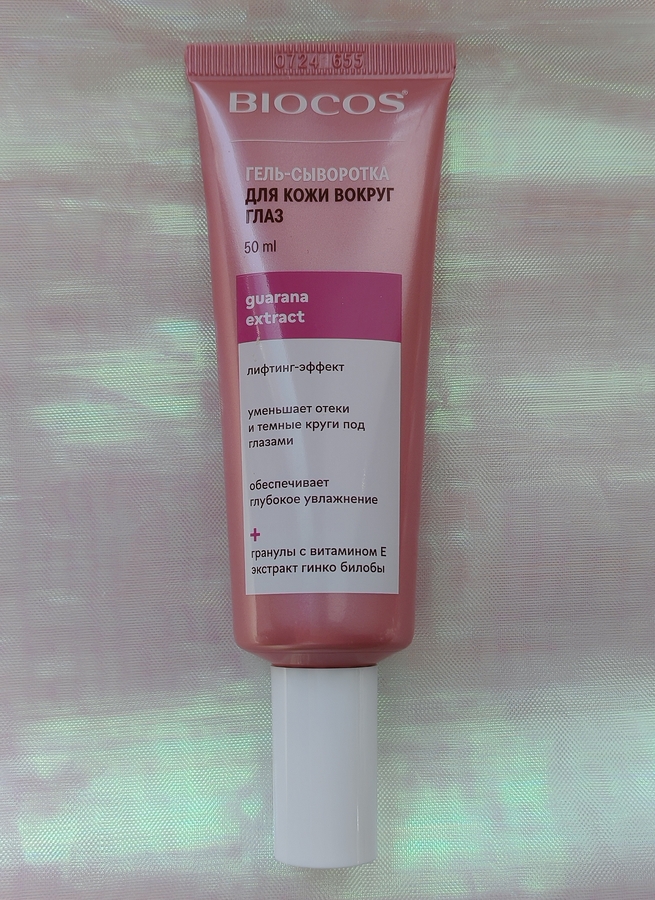 0724 655
BIOCOS®
ГЕЛЬ-СЫВОРОТКА
ДЛЯ КОЖИ ВОКРУГ
ГЛАЗ
50 ml
guarana
extract
лифтинг-эффект
уменьшает отеки
и темные круги под
глазами
обеспечивает
глубокое увлажнение
+
гранулы с витамином Е
экстракт гинко билобы